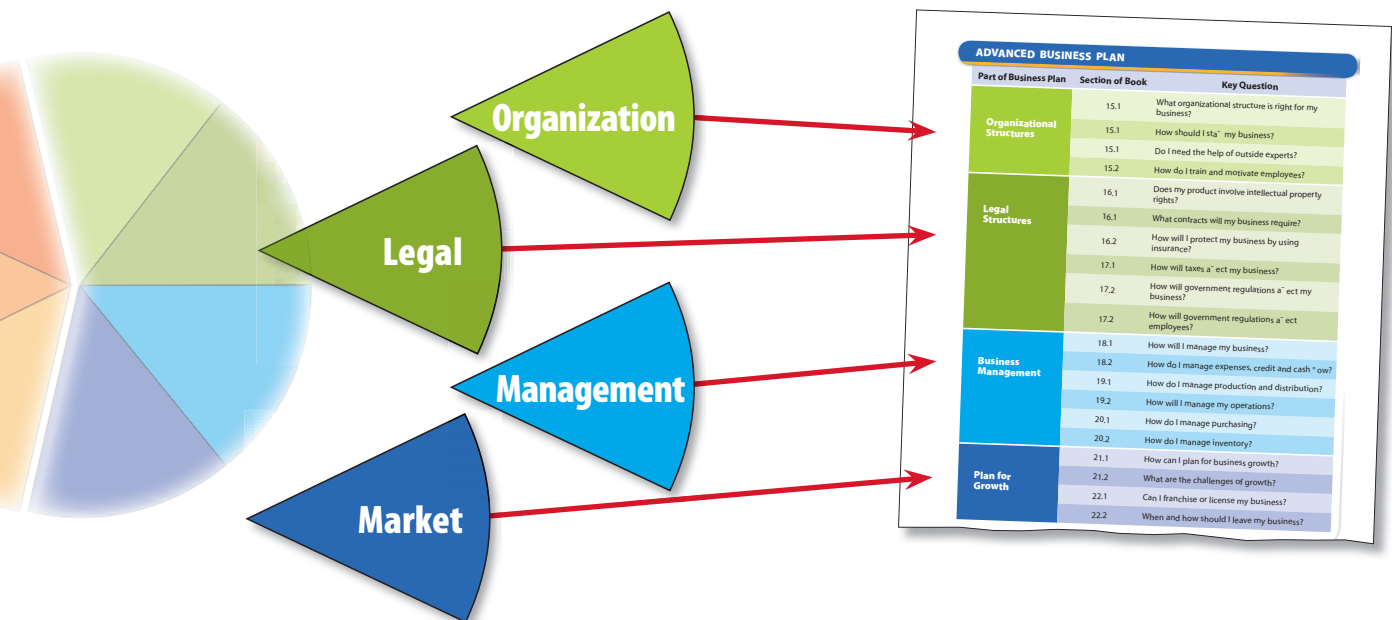 Organization
Legal
Management
Market
ADVANCED BUSINESS PLAN
Part of Business Plan Section of Book Key Question
Organizational
Structures
15.1 What organizational structure is right for my
business?
15.1 How should I sta˜ my business?
15.1 Do I need the help of outside experts?
15.2 How do I train and motivate employees?
Legal
Structures
16.1 Does my product involve intellectual property
rights?
16.1 What contracts will my business require?
16.2 How will I protect my business by using
insurance?
17.1 How will taxes a˜ ect my business?
17.2 How will government regulations a˜ ect my
business?
17.2 How will government regulations a˜ ect
employees?
Business
Management
18.1 How will I manage my business?
18.2 How do I manage expenses, credit and cash ° ow?
19.1 How do I manage production and distribution?
19.2 How will I manage my operations?
20.1 How do I manage purchasing?
20.2 How do I manage inventory?
Plan for
Growth
21.1 How can I plan for business growth?
21.2 What are the challenges of growth?
22.1 Can I franchise or license my business?
22.2 When and how should I leave my business?